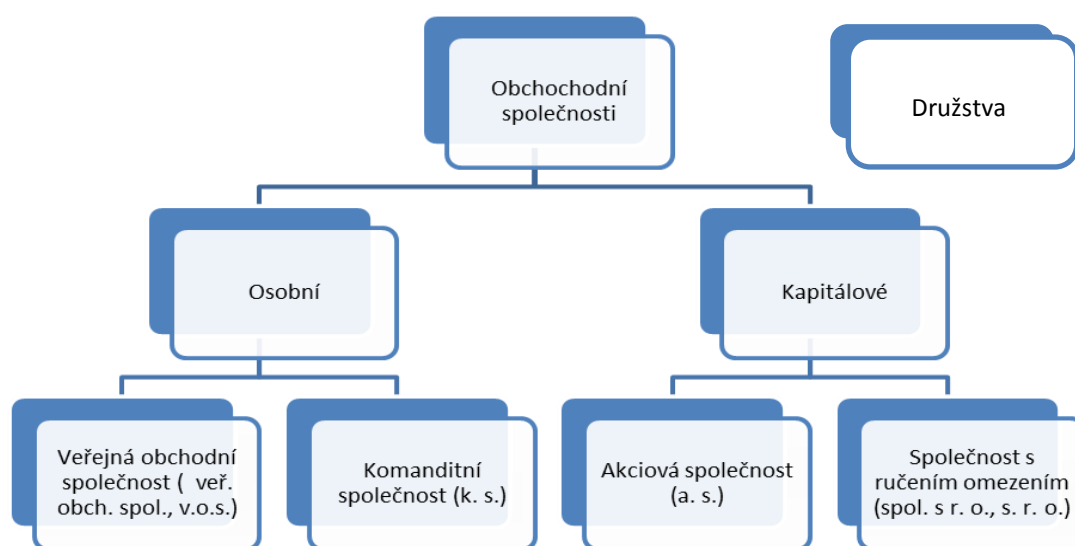 Obchochodní
společnosti
Družstva
Osobní
Kapitálové
Veřejná obchodní
společnost ( veř.
obch. spol., v.o.s.)
Komanditní
společnost (k. s.)
Akciová společnost
(a. s.)
Společnost s
ručením omezením
(spol. s r. o., s. r. o.)